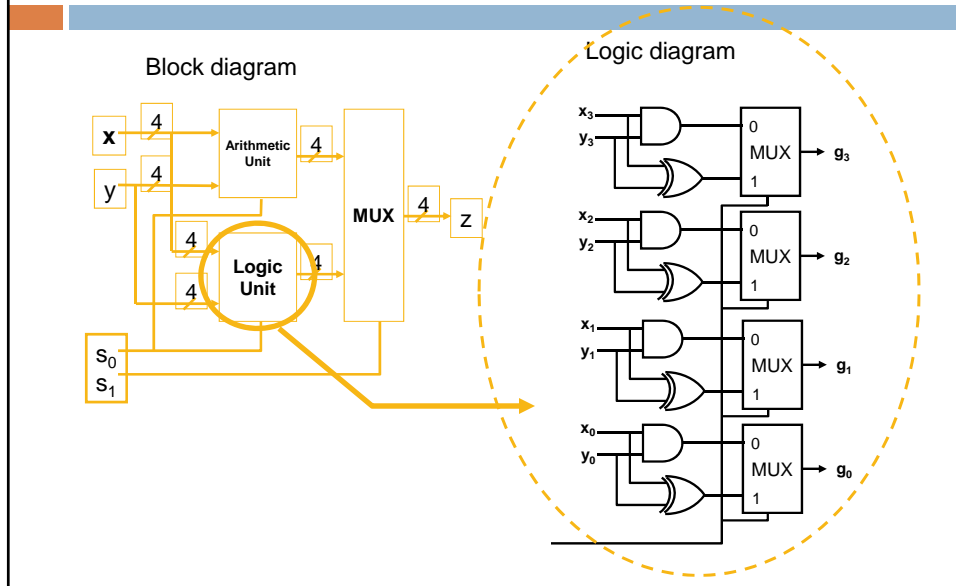 Block diagram
Logic diagram
x
4
y
4
Arithmetic
Unit
4
4
4
Logic
Unit
4
MUX
4
z
s0
s1
x3
y3
0
MUX
1
g3
x2
y2
0
MUX
1
g2
x1
y1
0
MUX
1
g1
x0
y0
0
MUX
1
g0